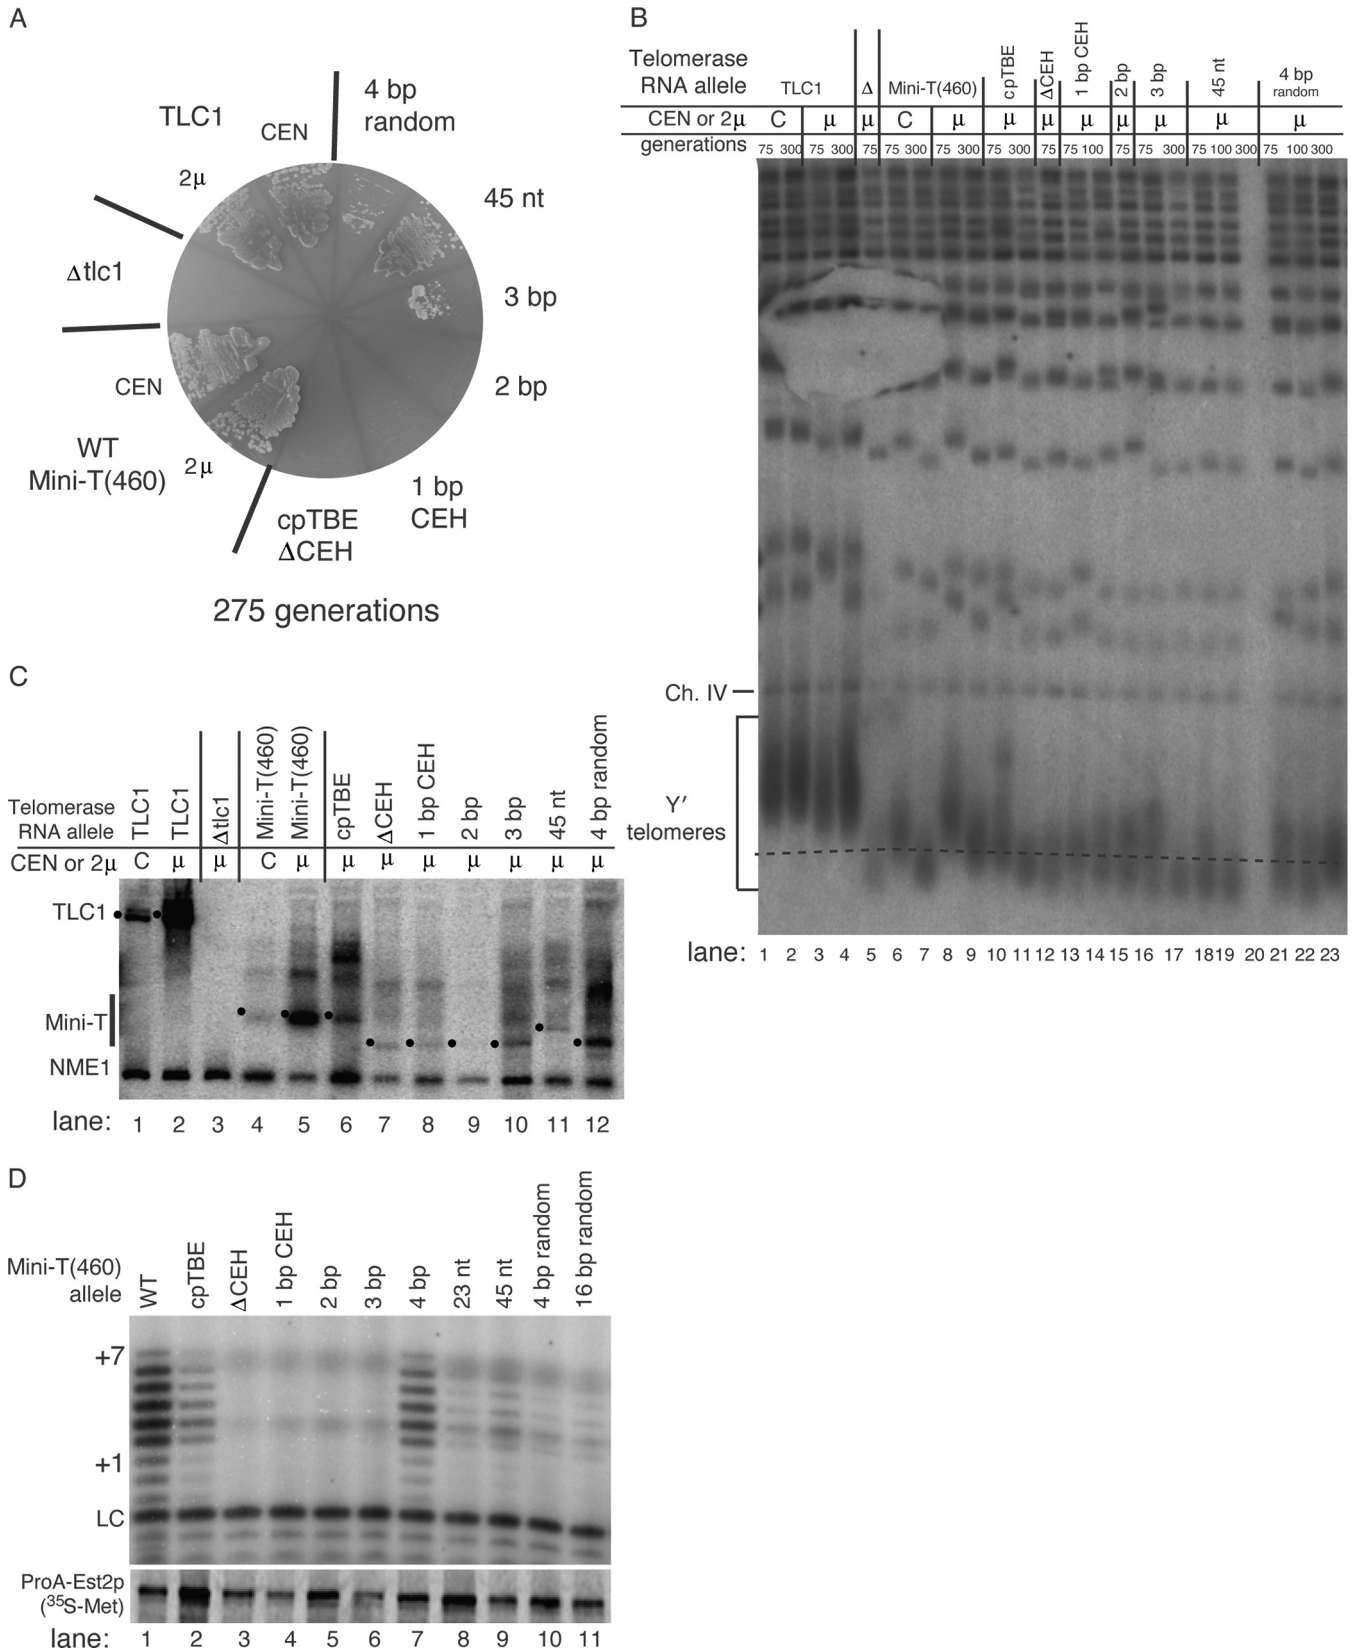 A
TLC1
CEN
4 bp
random
2μ
45 nt
Δtlc1
3 bp
CEN
2 bp
WT
Mini-T(460)
2μ
1 bp
CEH
cpTBE
ΔCEH
275 generations
B
Telomerase
RNA allele
TLC1
Δ
Mini-T(460)
cpTBE
ΔCEH
1 bp CEH
2 bp
3 bp
45 nt
4 bp
random
CEN or 2μ C μ μ C μ μ μ μ μ μ μ μ
generations 75 300 75 300 75 75 300 75 300 75 300 75 75 100 75 75 300 75 100 300 75 100 300
Ch. IV
Y′
telomeres
lane: 1 2 3 4 5 6 7 8 9 10 11 12 13 14 15 16 17 18 19 20 21 22 23
C
Telomerase
RNA allele
TLC1
TLC1
Δtlc1
Mini-T(460)
Mini-T(460)
cpTBE
ΔCEH
1 bp CEH
2 bp
3 bp
45 nt
4 bp random
CEN or 2μ C μ μ C μ μ μ μ μ μ μ μ
TLC1
Mini-T
NME1
lane: 1 2 3 4 5 6 7 8 9 10 11 12
D
Mini-T(460)
allele
WT
cpTBE
ΔCEH
1 bp CEH
2 bp
3 bp
4 bp
23 nt
45 nt
4 bp random
16 bp random
+7
+1
LC
ProA-Est2p
(³⁵S-Met)
lane: 1 2 3 4 5 6 7 8 9 10 11